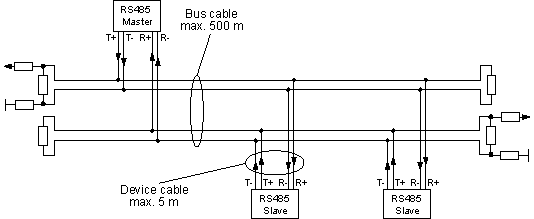 RS485
Master
T+ T- R+ R-
Bus cable
max. 500 m
T- T+ R- R+
T- T+ R- R+
Device cable
max. 5 m
RS485
Slave
RS485
Slave